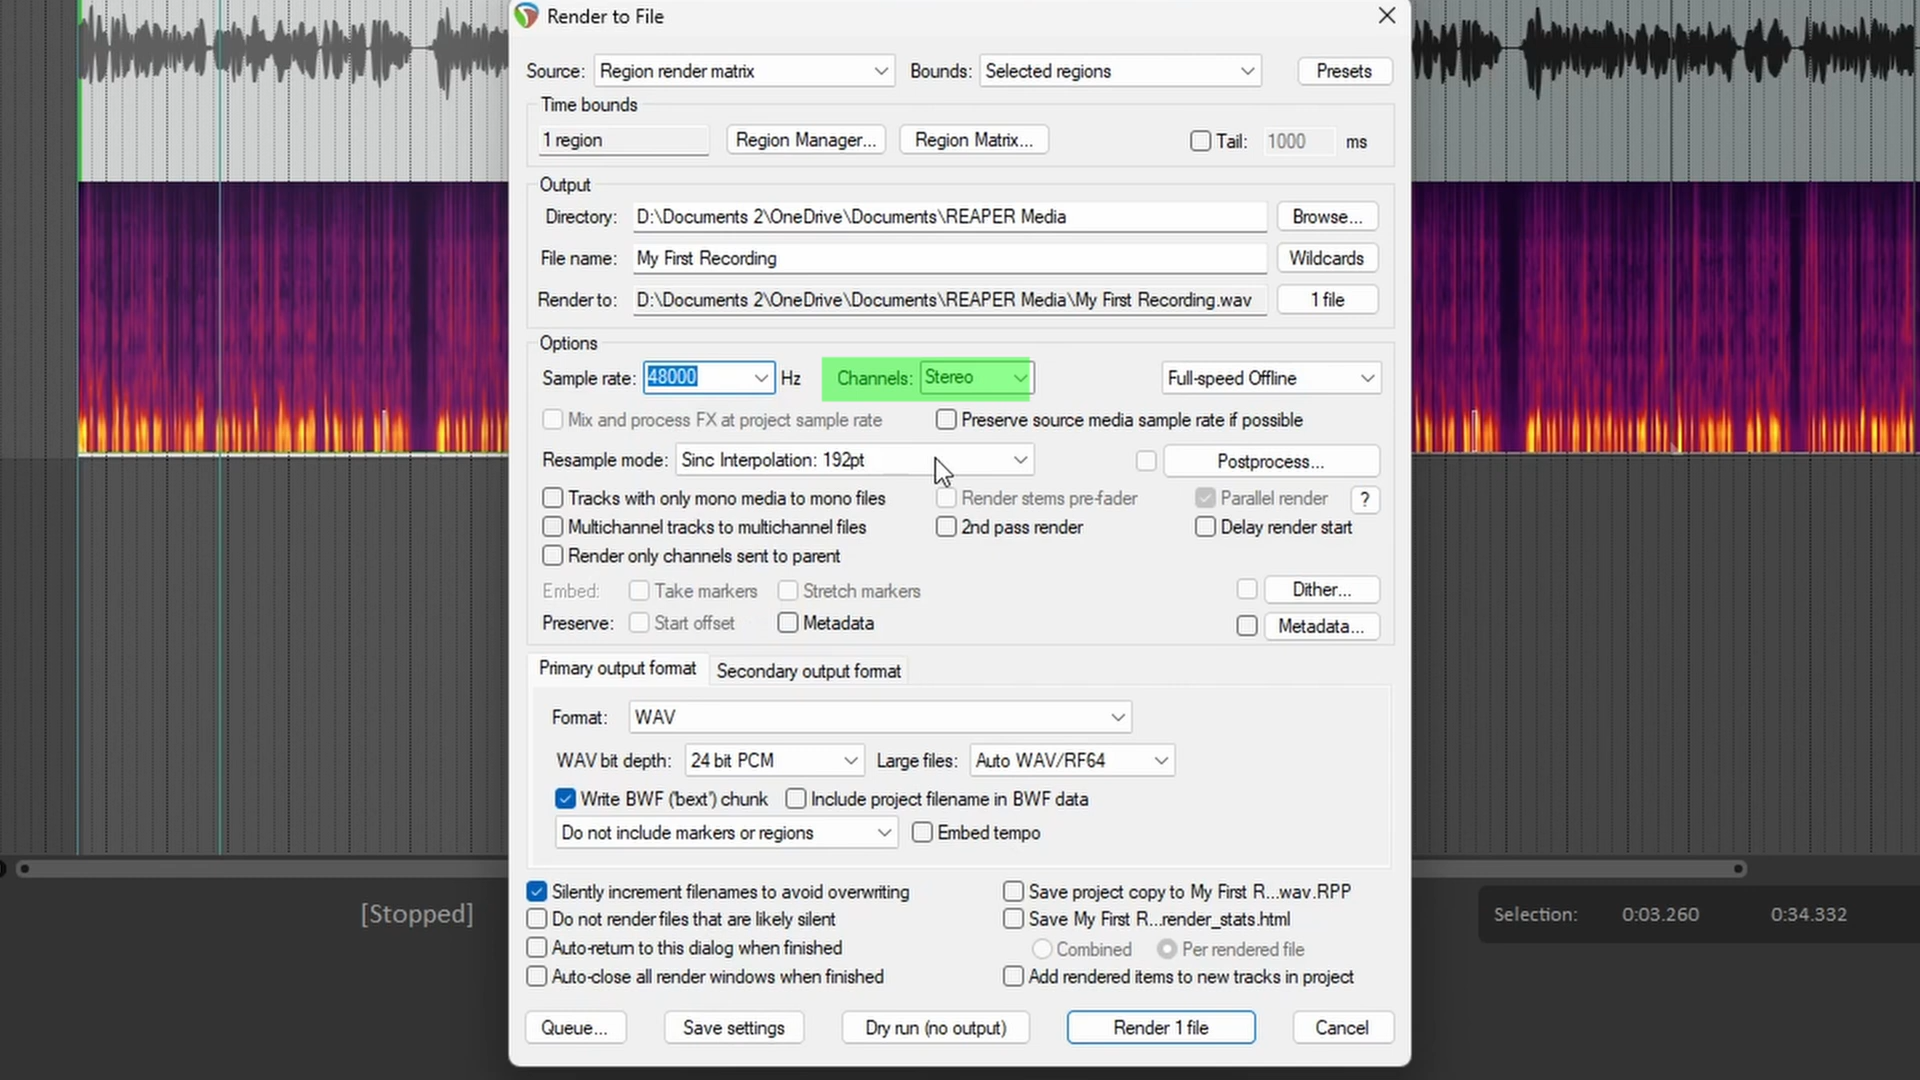 Render to File
Source: Region render matrix Bounds: Selected regions Presets
Time bounds
1 region Region Manager... Region Matrix... Tail: 1000 ms
Output
Directory: D:\Documents 2\OneDrive\Documents\REAPER Media Browse...
File name: My First Recording Wildcards
Render to: D:\Documents 2\OneDrive\Documents\REAPER Media\My First Recording.wav 1 file
Options
Sample rate: 48000 Hz Channels: Stereo Full-speed Offline
Mix and process FX at project sample rate Preserve source media sample rate if possible
Resample mode: Sinc Interpolation: 192pt Postprocess...
Tracks with only mono media to mono files Render stems pre-fader Parallel render ?
Multichannel tracks to multichannel files 2nd pass render Delay render start
Render only channels sent to parent
Embed: Take markers Stretch markers Dither...
Preserve: Start offset Metadata Metadata...
Primary output format Secondary output format
Format: WAV
WAV bit depth: 24 bit PCM Large files: Auto WAV/RF64
Write BWF ('bext') chunk Include project filename in BWF data
Do not include markers or regions Embed tempo
Silently increment filenames to avoid overwriting Save project copy to My First R...wav.RPP
Do not render files that are likely silent Save My First R...render_stats.html
Auto-return to this dialog when finished Combined Per rendered file
Auto-close all render windows when finished Add rendered items to new tracks in project
Queue... Save settings Dry run (no output) Render 1 file Cancel
[Stopped]
Selection: 0:03.260 0:34.332